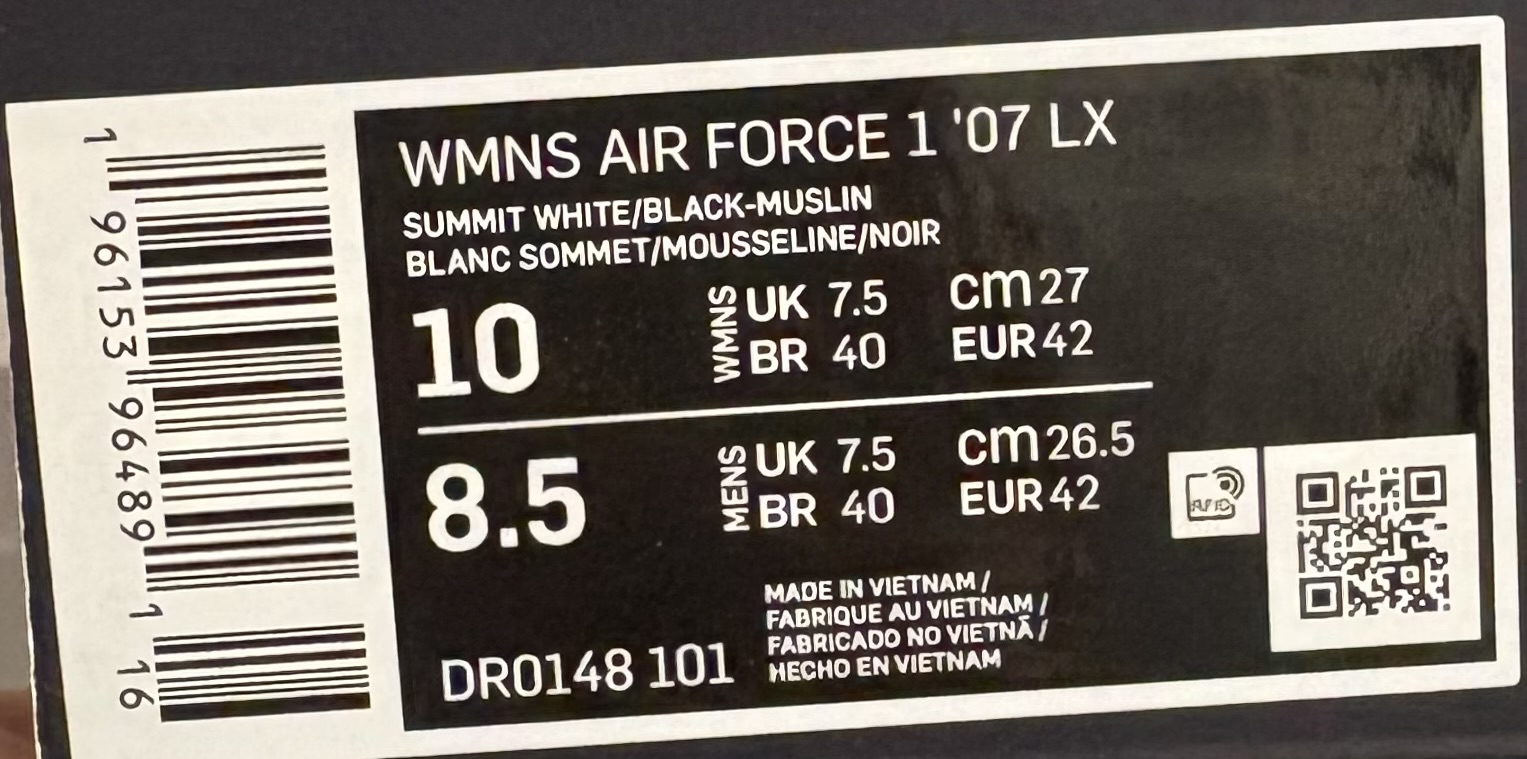 WMNS AIR FORCE 1 '07 LX
SUMMIT WHITE/BLACK-MUSLIN
BLANC SOMMET/MOUSSELINE/NOIR
10
WMNS
UK 7.5 cm 27
BR 40 EUR 42
8.5
MENS
UK 7.5 cm 26.5
BR 40 EUR 42
MADE IN VIETNAM /
FABRIQUE AU VIETNAM /
FABRICADO NO VIETNÃ /
HECHO EN VIETNAM
DR0148 101
1 96153 96489 1 16
RFID